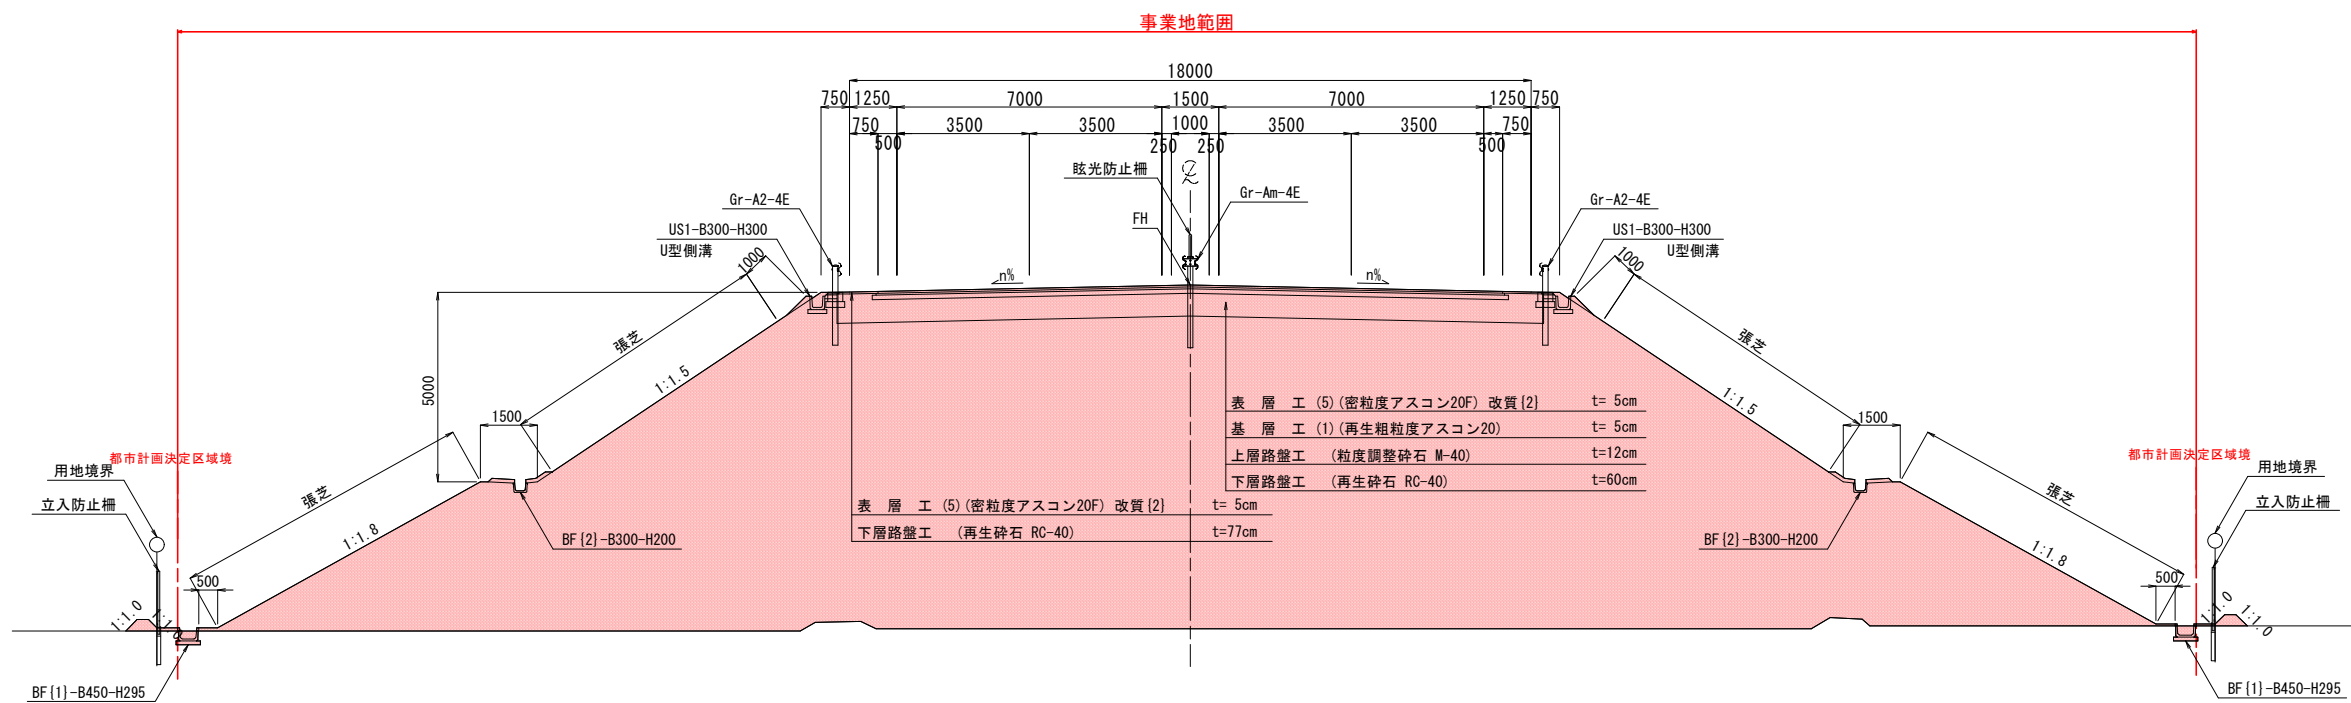 事業地範囲
18000
750 1250 7000 1500 7000 1250 750
750 3500 3500 1000 3500 3500 750
500 250 250 500
眩光防止柵
Gr-A2-4E
FH
Gr-Am-4E
Gr-A2-4E
US1-B300-H300
U型側溝
US1-B300-H300
U型側溝
1000
1000
n%
n%
5000
張芝
1:1.5
張芝
1:1.5
1500
1500
表 層 工 (5)(密粒度アスコン20F) 改質{2} t= 5cm
基 層 工 (1)(再生粗粒度アスコン20) t= 5cm
上層路盤工 (粒度調整砕石 M-40) t=12cm
下層路盤工 (再生砕石 RC-40) t=60cm
表 層 工 (5)(密粒度アスコン20F) 改質{2} t= 5cm
下層路盤工 (再生砕石 RC-40) t=77cm
都市計画決定区域境
用地境界
立入防止柵
都市計画決定区域境
用地境界
立入防止柵
張芝
1:1.8
張芝
1:1.8
BF{2}-B300-H200
BF{2}-B300-H200
500
500
1:1.0
1:1.0
1:1.0
1:1.0
BF{1}-B450-H295
BF{1}-B450-H295